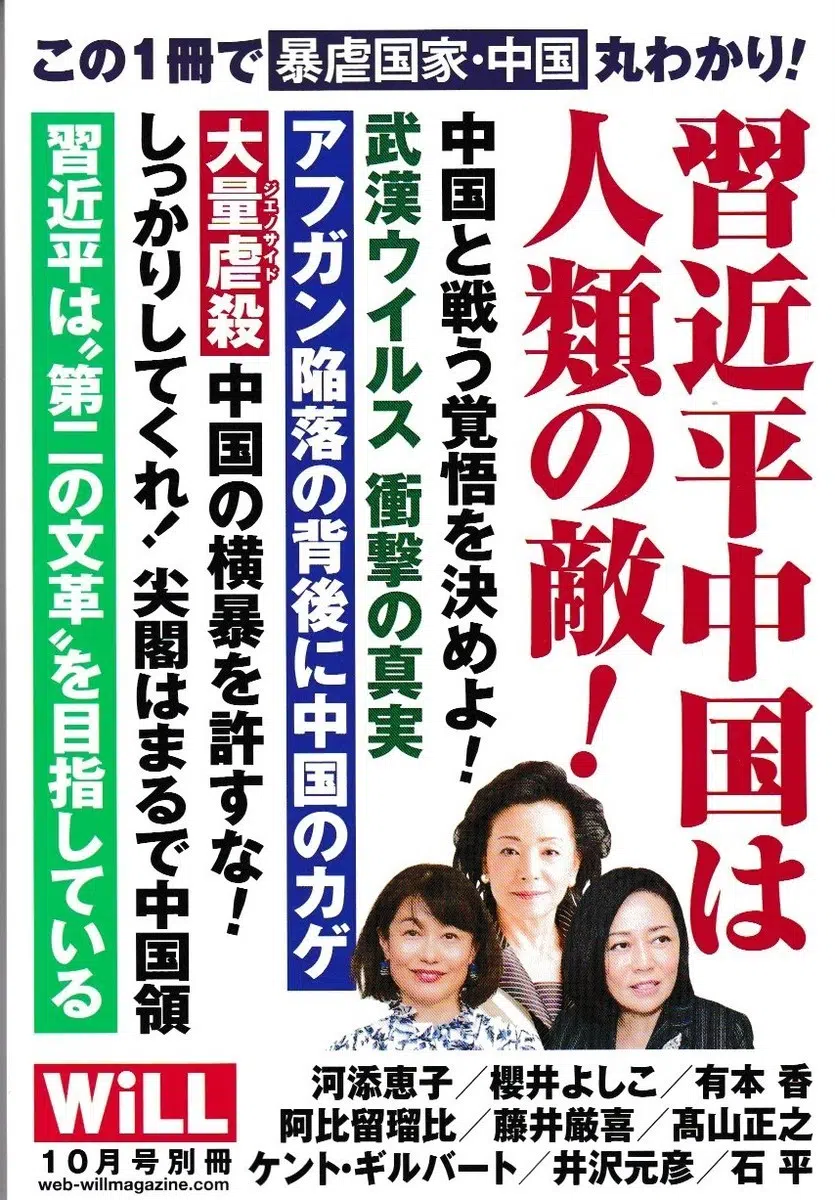 この1冊で暴虐国家・中国丸わかり!
習近平中国は
人類の敵!
中国と戦う覚悟を決めよ!
武漢ウイルス 衝撃の真実
アフガン陥落の背後に中国のカゲ
大量虐殺 中国の横暴を許すな!
ジェノサイド
しっかりしてくれ! 尖閣はまるで中国領
習近平は〝第二の文革〟を目指している
WiLL
10月号別冊
web-willmagazine.com
河添恵子／櫻井よしこ／有本 香
阿比留瑠比／藤井厳喜／髙山正之
ケント・ギルバート／井沢元彦／石 平